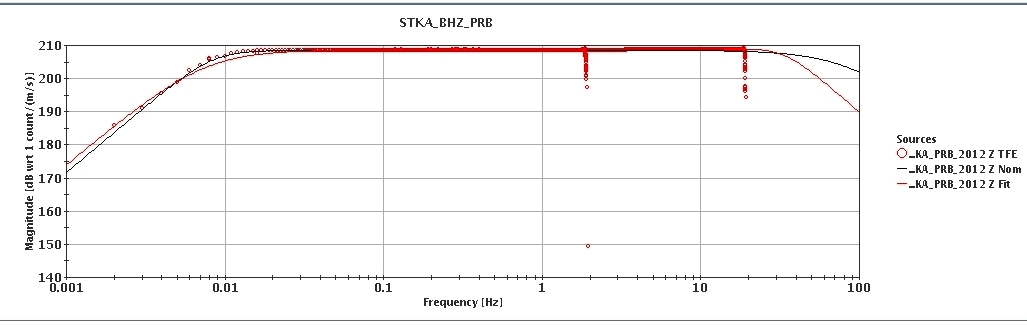 STKA_BHZ_PRB
Magnitude [dB wrt 1 count/(m/s)]
210
200
190
180
170
160
150
140
0.001 0.01 0.1 1 10 100
Frequency [Hz]
Sources
_KA_PRB_2012 Z TFE
_KA_PRB_2012 Z Nom
_KA_PRB_2012 Z Fit